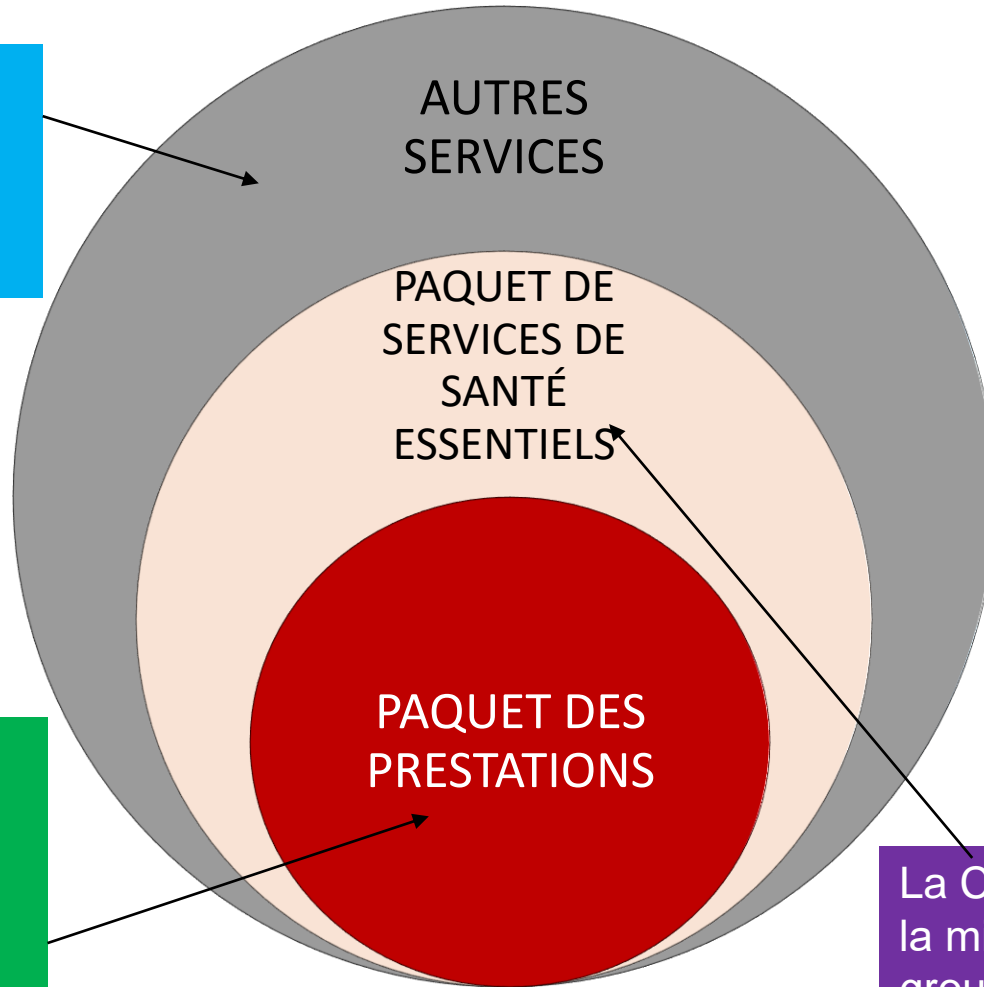 AUTRES
SERVICES
PAQUET DE
SERVICES DE
SANTÉ
ESSENTIELS
PAQUET DES
PRESTATIONS
La
la